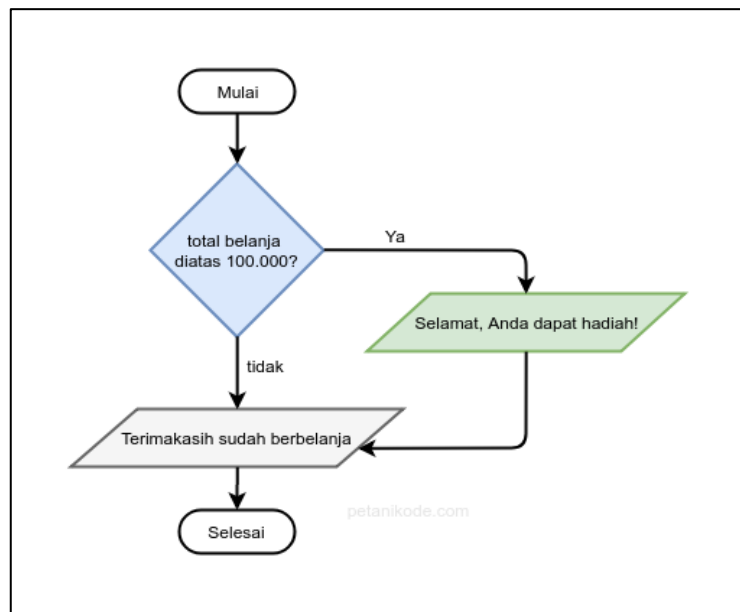 Mulai
total belanja
diatas 100.000?
Ya
Selamat, Anda dapat hadiah!
tidak
Terimakasih sudah berbelanja
petanikode.com
Selesai